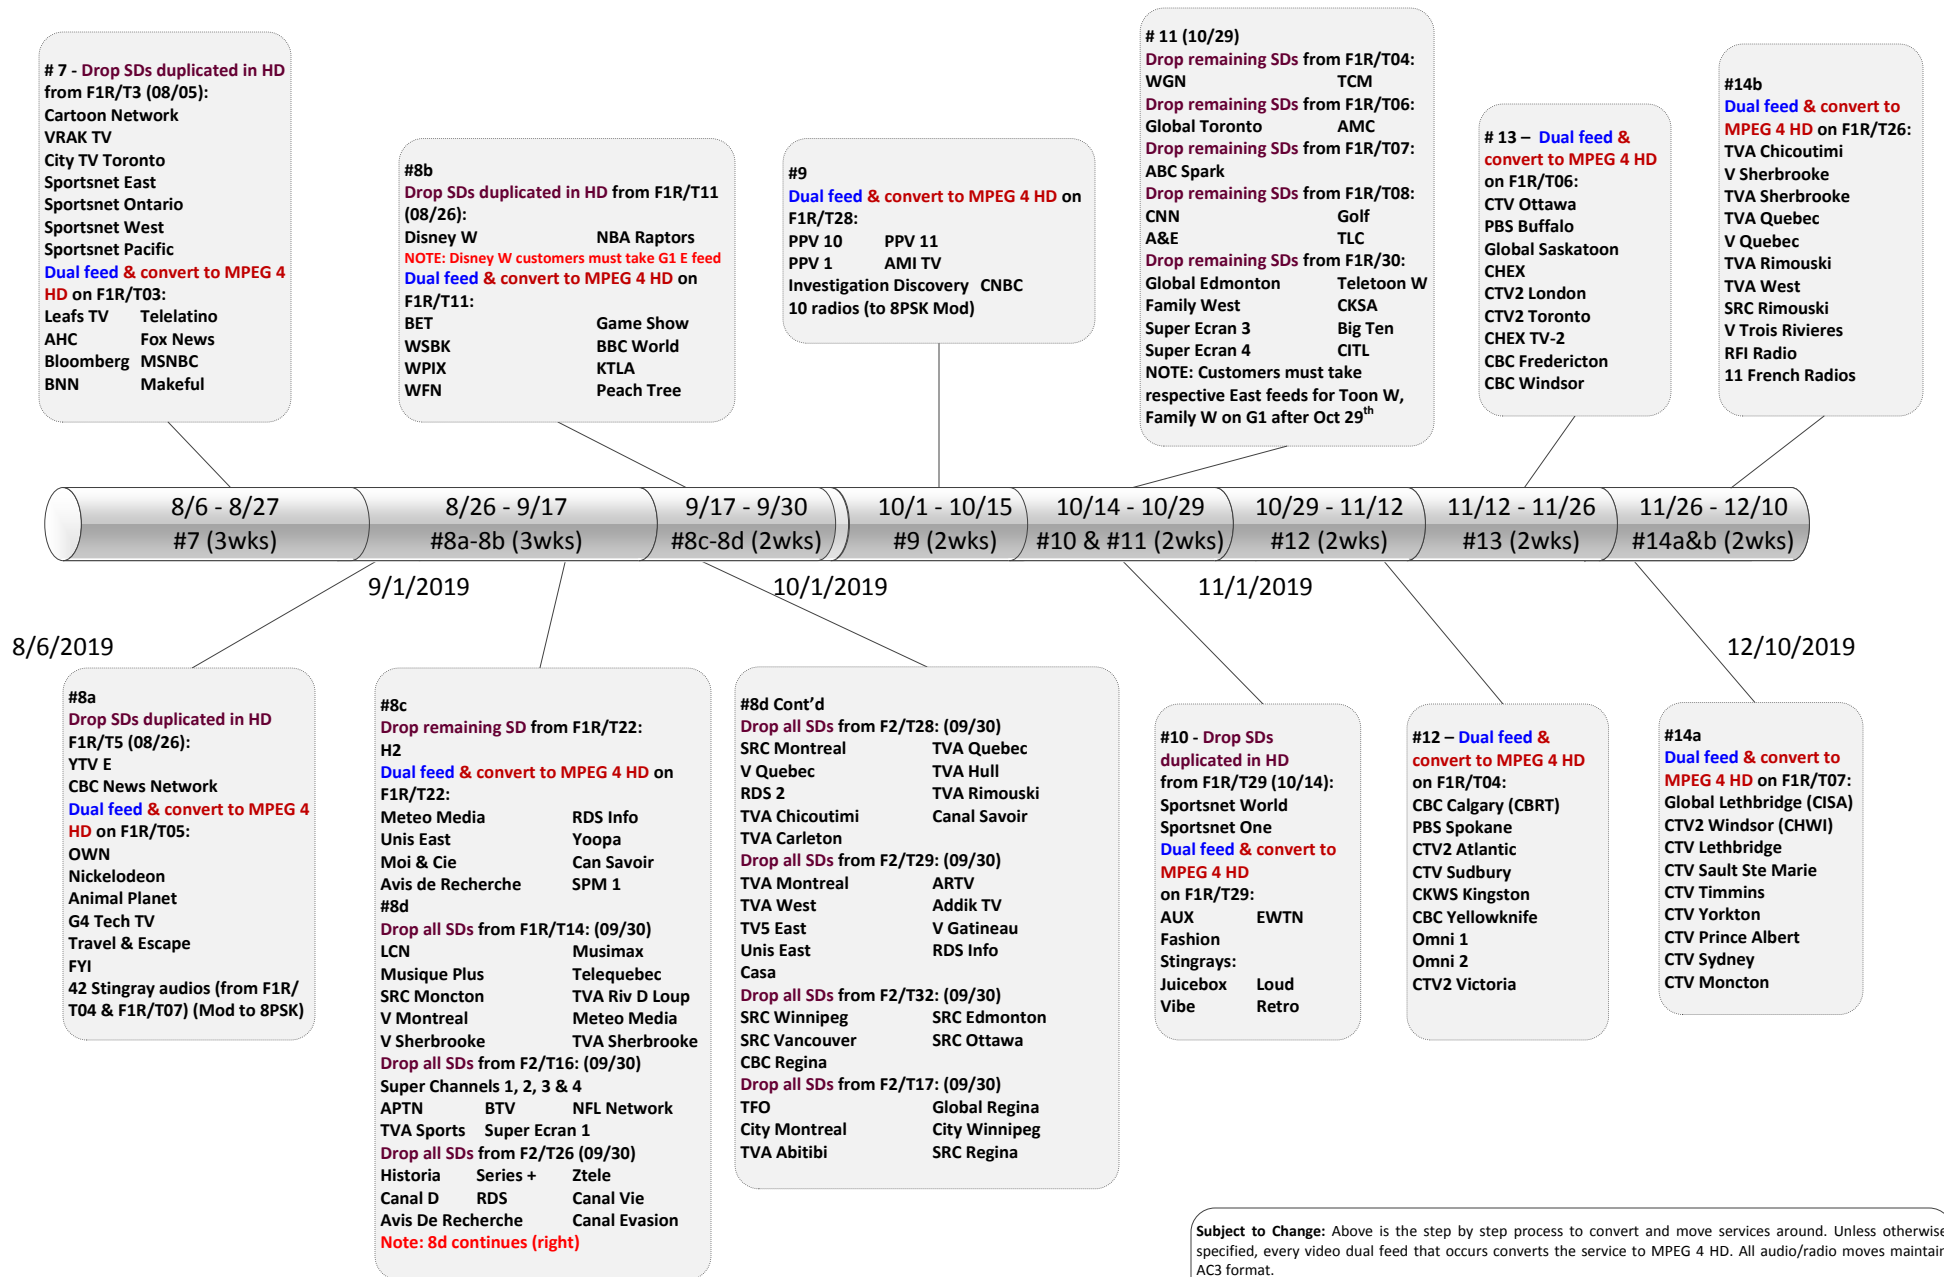 # 7 - Drop SDs duplicated in HD
from F1R/T3 (08/05):
Cartoon Network
VRAK TV
City TV Toronto
Sportsnet East
Sportsnet Ontario
Sportsnet West
Sportsnet Pacific
Dual feed & convert to MPEG 4
HD on F1R/T03:
Leafs TV Telelatino
AHC Fox News
Bloomberg MSNBC
BNN Makeful
#8b
Drop SDs duplicated in HD from F1R/T11
(08/26):
Disney W NBA Raptors
NOTE: Disney W customers must take G1 E feed
Dual feed & convert to MPEG 4 HD on
F1R/T11:
BET Game Show
WSBK BBC World
WPIX KTLA
WFN Peach Tree
#9
Dual feed & convert to MPEG 4 HD on
F1R/T28:
PPV 10 PPV 11
PPV 1 AMI TV
Investigation Discovery CNBC
10 radios (to 8PSK Mod)
# 11 (10/29)
Drop remaining SDs from F1R/T04:
WGN TCM
Drop remaining SDs from F1R/T06:
Global Toronto AMC
Drop remaining SDs from F1R/T07:
ABC Spark
Drop remaining SDs from F1R/T08:
CNN Golf
A&E TLC
Drop remaining SDs from F1R/30:
Global Edmonton Teletoon W
Family West CKSA
Super Ecran 3 Big Ten
Super Ecran 4 CITL
NOTE: Customers must take
respective East feeds for Toon W,
Family W on G1 after Oct 29th
# 13 – Dual feed &
convert to MPEG 4 HD
on F1R/T06:
CTV Ottawa
PBS Buffalo
Global Saskatoon
CHEX
CTV2 London
CTV2 Toronto
CHEX TV-2
CBC Fredericton
CBC Windsor
#14b
Dual feed & convert to
MPEG 4 HD on F1R/T26:
TVA Chicoutimi
V Sherbrooke
TVA Sherbrooke
TVA Quebec
V Quebec
TVA Rimouski
TVA West
SRC Rimouski
V Trois Rivieres
RFI Radio
11 French Radios
8/6 - 8/27
#7 (3wks)
8/26 - 9/17
#8a-8b (3wks)
9/17 - 9/30
#8c-8d (2wks)
10/1 - 10/15
#9 (2wks)
10/14 - 10/29
#10 & #11 (2wks)
10/29 - 11/12
#12 (2wks)
11/12 - 11/26
#13 (2wks)
11/26 - 12/10
#14a&b (2wks)
8/6/2019
9/1/2019
10/1/2019
11/1/2019
12/10/2019
#8a
Drop SDs duplicated in HD
F1R/T5 (08/26):
YTV E
CBC News Network
Dual feed & convert to MPEG 4
HD on F1R/T05:
OWN
Nickelodeon
Animal Planet
G4 Tech TV
Travel & Escape
FYI
42 Stingray audios (from F1R/
T04 & F1R/T07) (Mod to 8PSK)
#8c
Drop remaining SD from F1R/T22:
H2
Dual feed & convert to MPEG 4 HD on
F1R/T22:
Meteo Media RDS Info
Unis East Yoopa
Moi & Cie Can Savoir
Avis de Recherche SPM 1
#8d
Drop all SDs from F1R/T14: (09/30)
LCN Musimax
Musique Plus Telequebec
SRC Moncton TVA Riv D Loup
V Montreal Meteo Media
V Sherbrooke TVA Sherbrooke
Drop all SDs from F2/T16: (09/30)
Super Channels 1, 2, 3 & 4
APTN BTV NFL Network
TVA Sports Super Ecran 1
Drop all SDs from F2/T26 (09/30)
Historia Series + Ztele
Canal D RDS Canal Vie
Avis De Recherche Canal Evasion
Note: 8d continues (right)
#8d Cont’d
Drop all SDs from F2/T28: (09/30)
SRC Montreal TVA Quebec
V Quebec TVA Hull
RDS 2 TVA Rimouski
TVA Chicoutimi Canal Savoir
TVA Carleton
Drop all SDs from F2/T29: (09/30)
TVA Montreal ARTV
TVA West Addik TV
TV5 East V Gatineau
Unis East RDS Info
Casa
Drop all SDs from F2/T32: (09/30)
SRC Winnipeg SRC Edmonton
SRC Vancouver SRC Ottawa
CBC Regina
Drop all SDs from F2/T17: (09/30)
TFO Global Regina
City Montreal City Winnipeg
TVA Abitibi SRC Regina
#10 - Drop SDs
duplicated in HD
from F1R/T29 (10/14):
Sportsnet World
Sportsnet One
Dual feed & convert to
MPEG 4 HD
on F1R/T29:
AUX EWTN
Fashion
Stingrays:
Juicebox Loud
Vibe Retro
#12 – Dual feed &
convert to MPEG 4 HD
on F1R/T04:
CBC Calgary (CBRT)
PBS Spokane
CTV2 Atlantic
CTV Sudbury
CKWS Kingston
CBC Yellowknife
Omni 1
Omni 2
CTV2 Victoria
#14a
Dual feed & convert to
MPEG 4 HD on F1R/T07:
Global Lethbridge (CISA)
CTV2 Windsor (CHWI)
CTV Lethbridge
CTV Sault Ste Marie
CTV Timmins
CTV Yorkton
CTV Prince Albert
CTV Sydney
CTV Moncton
Subject to Change: Above is the step by step process to convert and move services around. Unless otherwise
specified, every video dual feed that occurs converts the service to MPEG 4 HD. All audio/radio moves maintain
AC3 format.